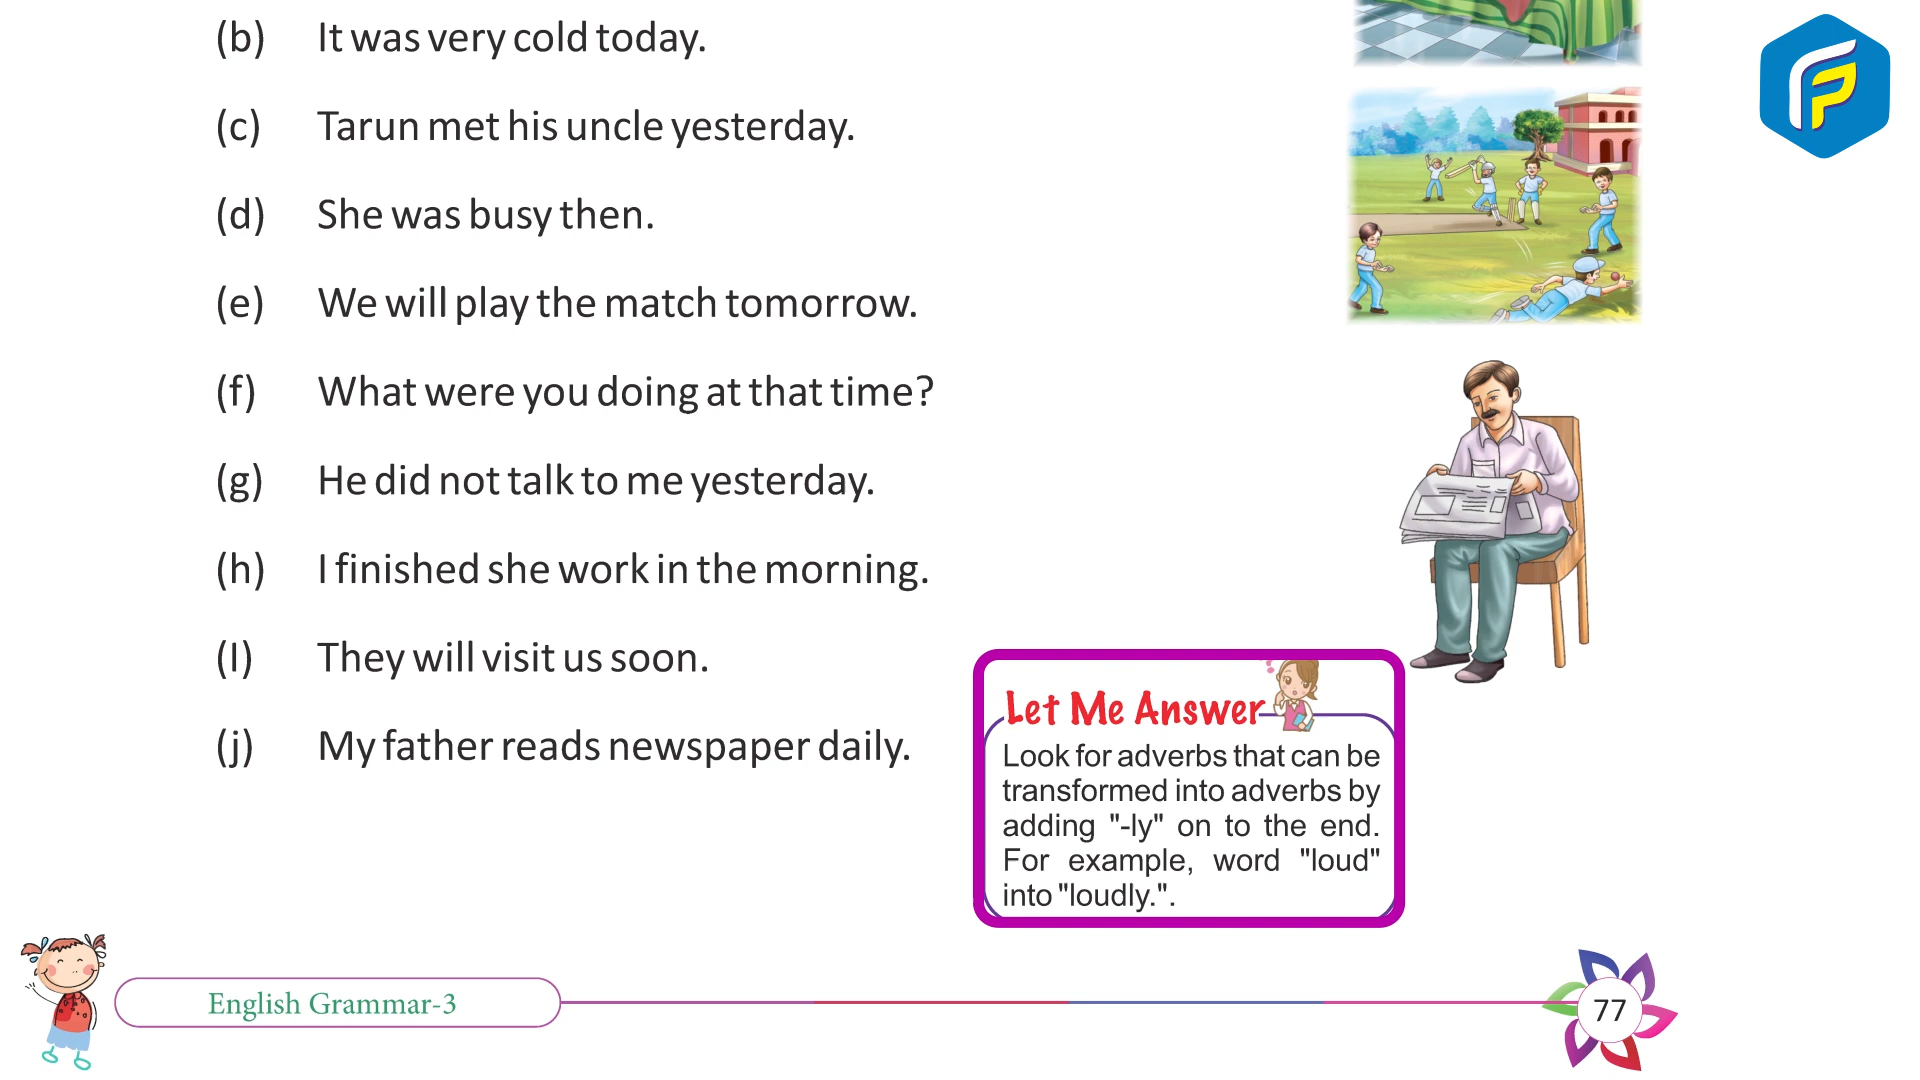 (b) It was very cold today.
(c) Tarun met his uncle yesterday.
(d) She was busy then.
(e) We will play the match tomorrow.
(f) What were you doing at that time?
(g) He did not talk to me yesterday.
(h) I finished she work in the morning.
(I) They will visit us soon.
(j) My father reads newspaper daily.
Let Me Answer
Look for adverbs that can be
transformed into adverbs by
adding "-ly" on to the end.
For example, word "loud"
into "loudly.".
English Grammar-3
77